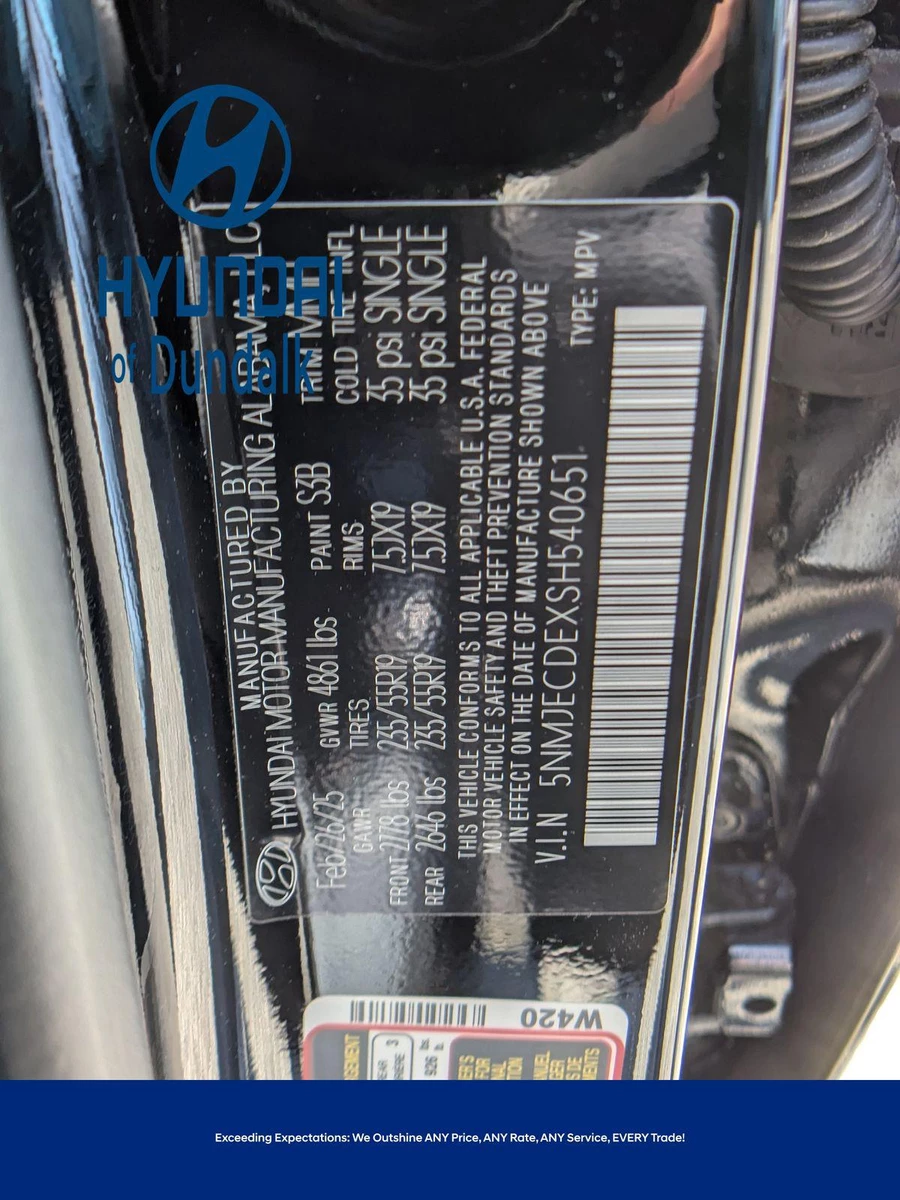 HYUNDAI
of Dundalk
MANUFACTURED BY
HYUNDAI MOTOR MANUFACTURING ALABAMA, LLC
Feb/26/25 GVWR 4861 lbs PAINT S3B TRIM
GAWR TIRES RIMS COLD TIRE INFL
FRONT 2778 lbs 235/55R19 7.5JX19 35 psi SINGLE
REAR 2646 lbs 235/55R19 7.5JX19 35 psi SINGLE
THIS VEHICLE CONFORMS TO ALL APPLICABLE U.S.A. FEDERAL
MOTOR VEHICLE SAFETY AND THEFT PREVENTION STANDARDS
IN EFFECT ON THE DATE OF MANUFACTURE SHOWN ABOVE
V.I.N 5NMJECDEXSH540651 TYPE: MPV
W420
3
926
Exceeding Expectations: We Outshine ANY Price, ANY Rate, ANY Service, EVERY Trade!